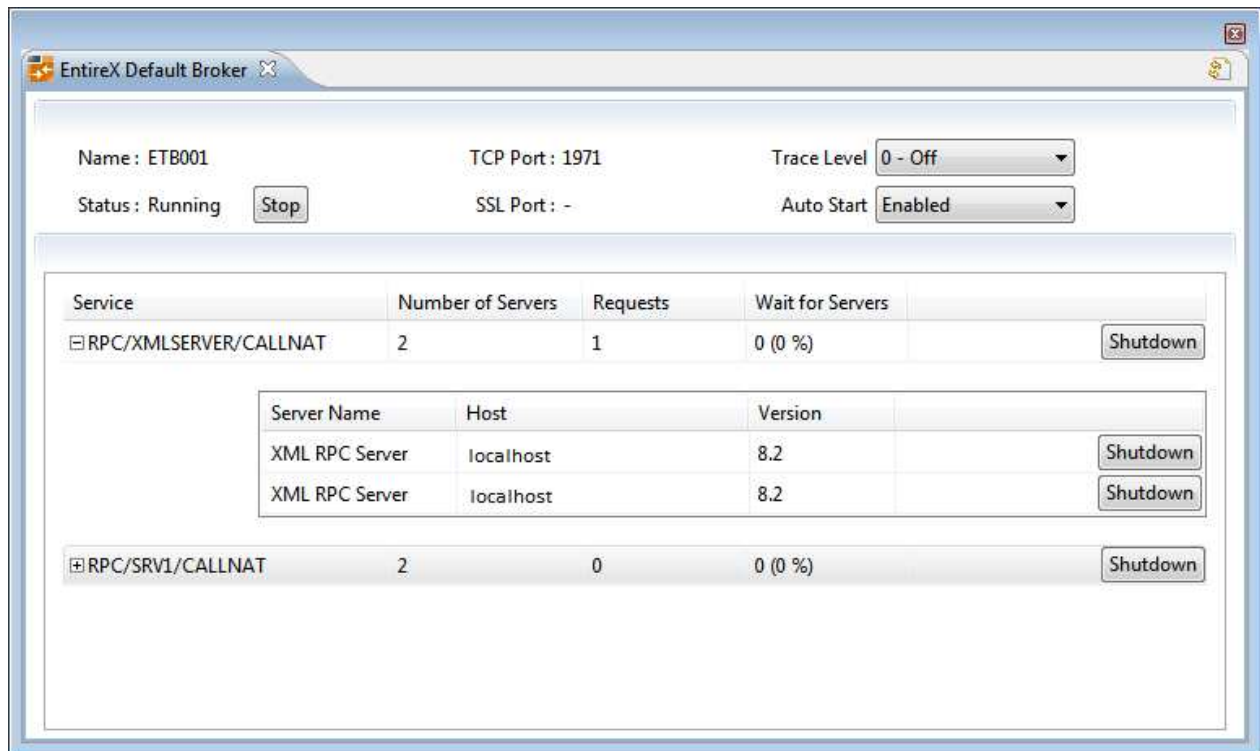 EntireX Default Broker
Name : ETB001 TCP Port : 1971 Trace Level 0 - Off
Status : Running Stop SSL Port : - Auto Start Enabled
Service Number of Servers Requests Wait for Servers
RPC/XMLSERVER/CALLNAT 2 1 0 (0 %) Shutdown
Server Name Host Version
XML RPC Server localhost 8.2 Shutdown
XML RPC Server localhost 8.2 Shutdown
RPC/SRV1/CALLNAT 2 0 0 (0 %) Shutdown